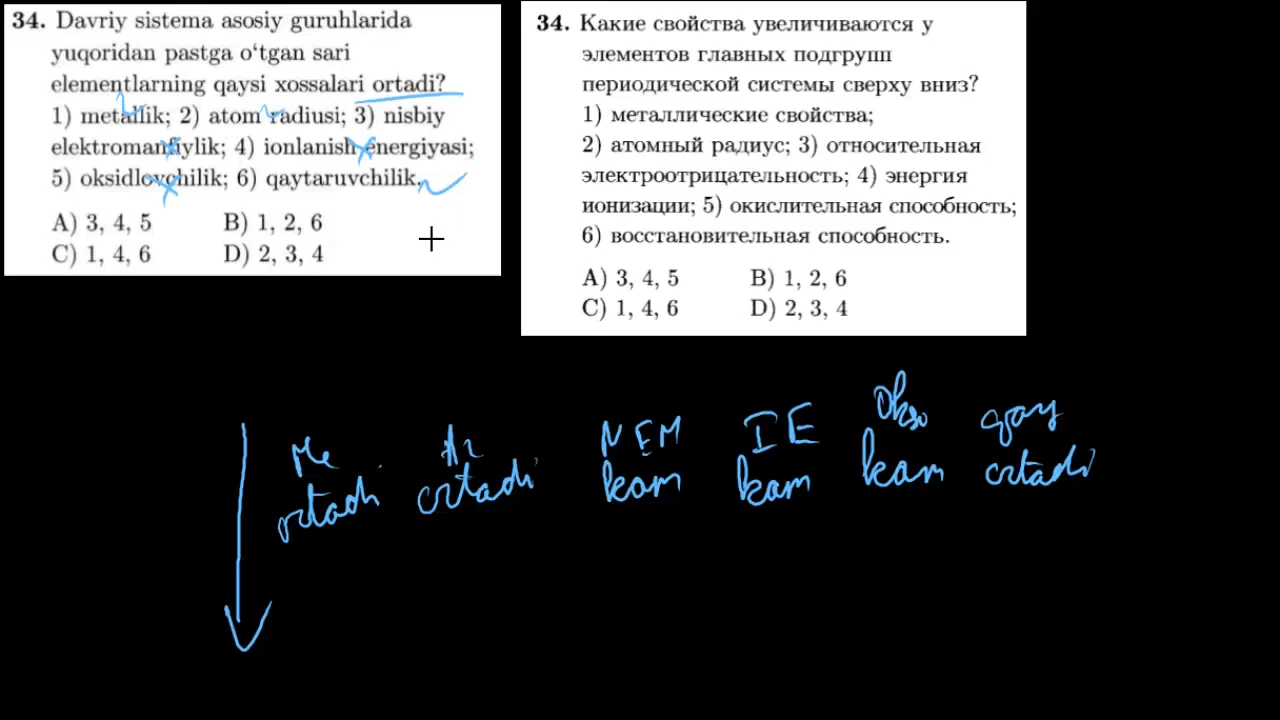 34. Davriy sistema asosiy guruhlarida
yuqoridan pastga o‘tgan sari
elementlarning qaysi xossalari ortadi?
1) metallik; 2) atom radiusi; 3) nisbiy
elektromanfiylik; 4) ionlanish energiyasi;
5) oksidlovchilik; 6) qaytaruvchilik.
A) 3, 4, 5 B) 1, 2, 6
C) 1, 4, 6 D) 2, 3, 4
34. Какие свойства увеличиваются у
элементов главных подгрупп
периодической системы сверху вниз?
1) металлические свойства;
2) атомный радиус; 3) относительная
электроотрицательность; 4) энергия
ионизации; 5) окислительная способность;
6) восстановительная способность.
A) 3, 4, 5 B) 1, 2, 6
C) 1, 4, 6 D) 2, 3, 4
Me NEM IE qay
ortadi ortadi kam kam kam ortadi